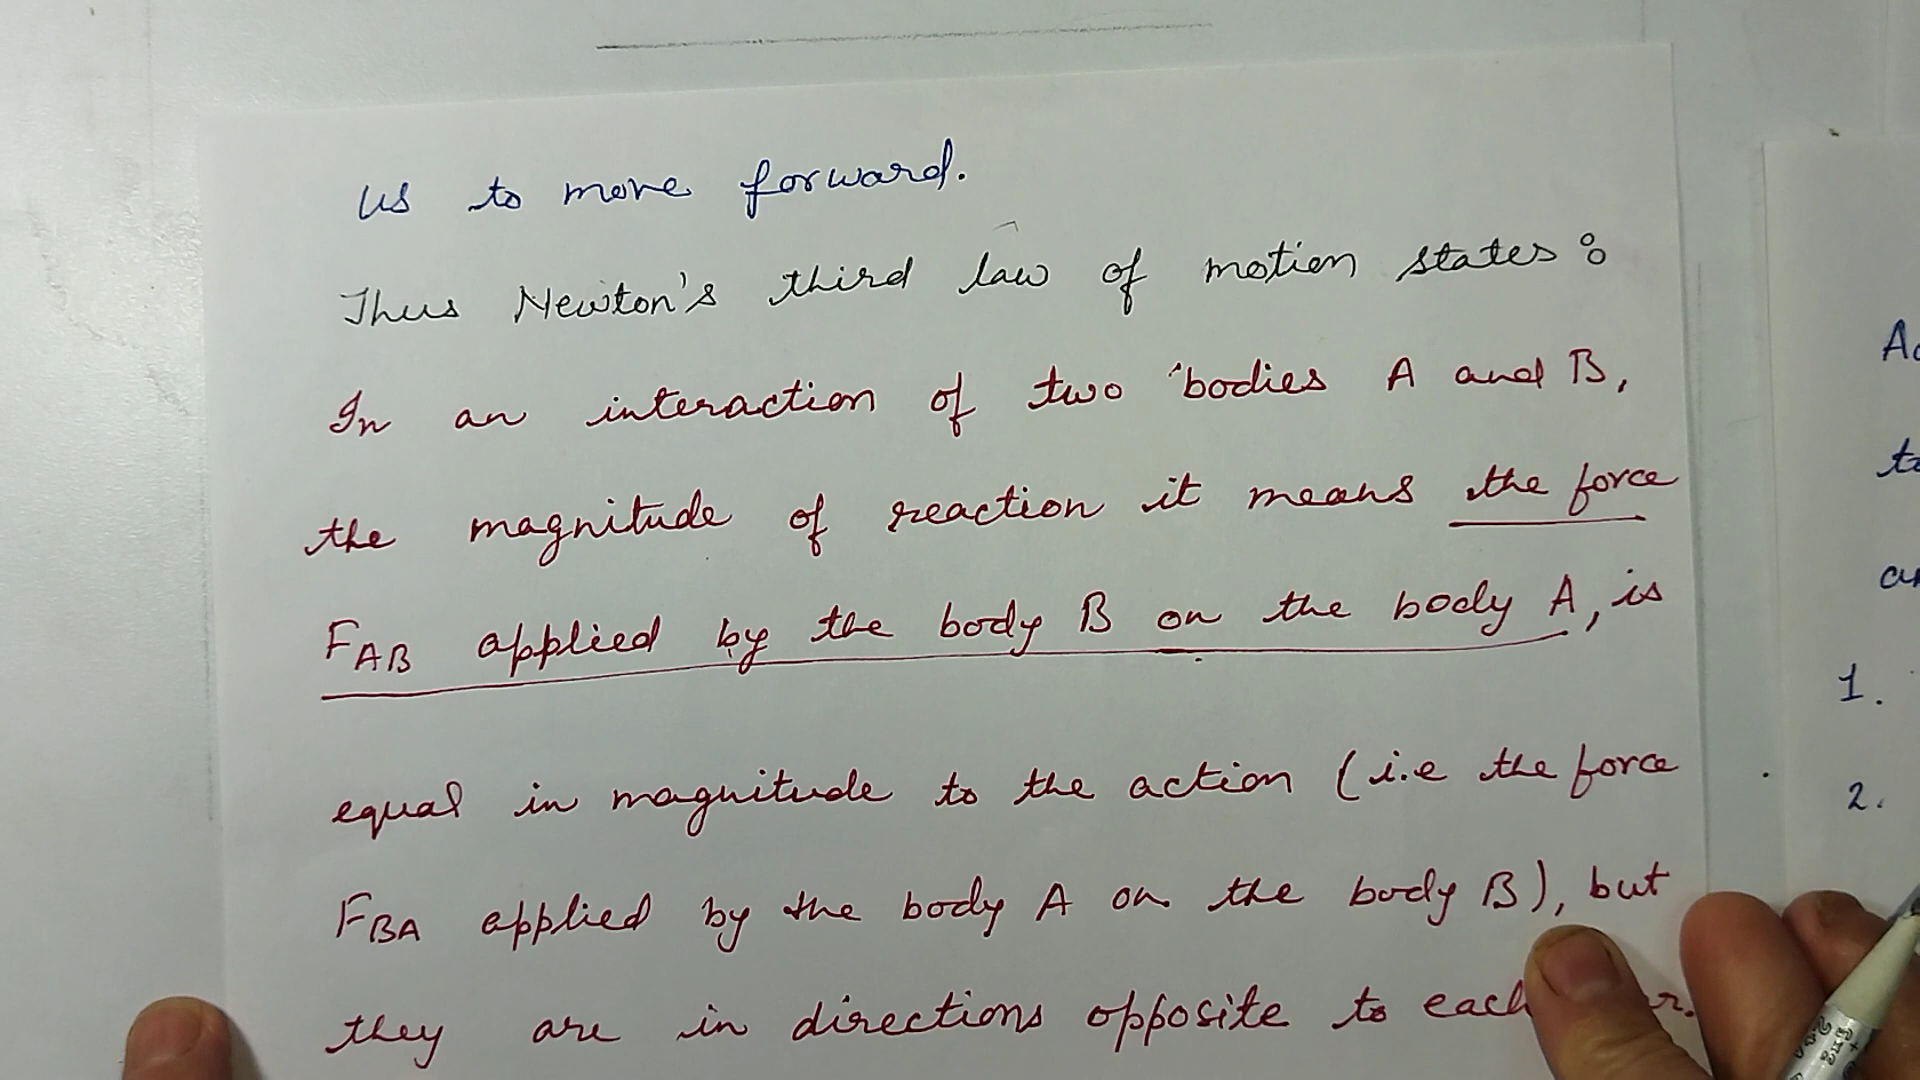 us to move forward.
Thus Newton's third law of motion states :
In an interaction of two bodies A and B,
the magnitude of reaction it means the force
FAB applied by the body B on the body A, is
equal in magnitude to the action (i.e the force
FBA applied by the body A on the body B), but
they are in directions opposite to each
1.
2.